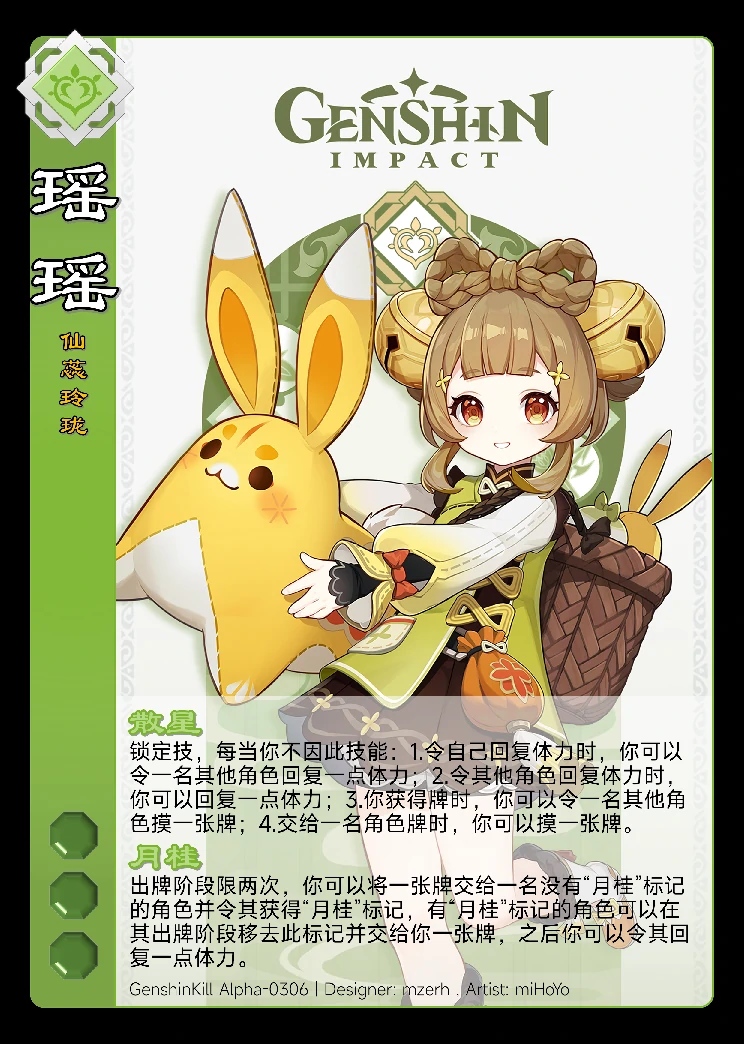 GENSHIN
IMPACT
瑶瑶
仙蕊玲珑
散星
锁定技，每当你不因此技能：1.令自己回复体力时，你可以
令一名其他角色回复一点体力；2.令其他角色回复体力时，
你可以回复一点体力；3.你获得牌时，你可以令一名其他角
色摸一张牌；4.交给一名角色牌时，你可以摸一张牌。
月桂
出牌阶段限两次，你可以将一张牌交给一名没有“月桂”标记
的角色并令其获得“月桂”标记，有“月桂”标记的角色可以在
其出牌阶段移去此标记并交给你一张牌，之后你可以令其回
复一点体力。
GenshinKill Alpha-0306 | Designer: mzerh . Artist: miHoYo